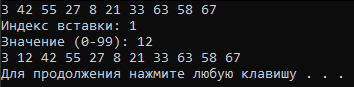 3 42 55 27 8 21 33 63 58 67
Индекс вставки: 1
Значение (0-99): 12
3 12 42 55 27 8 21 33 63 58 67
Для продолжения нажмите любую клавишу . . .